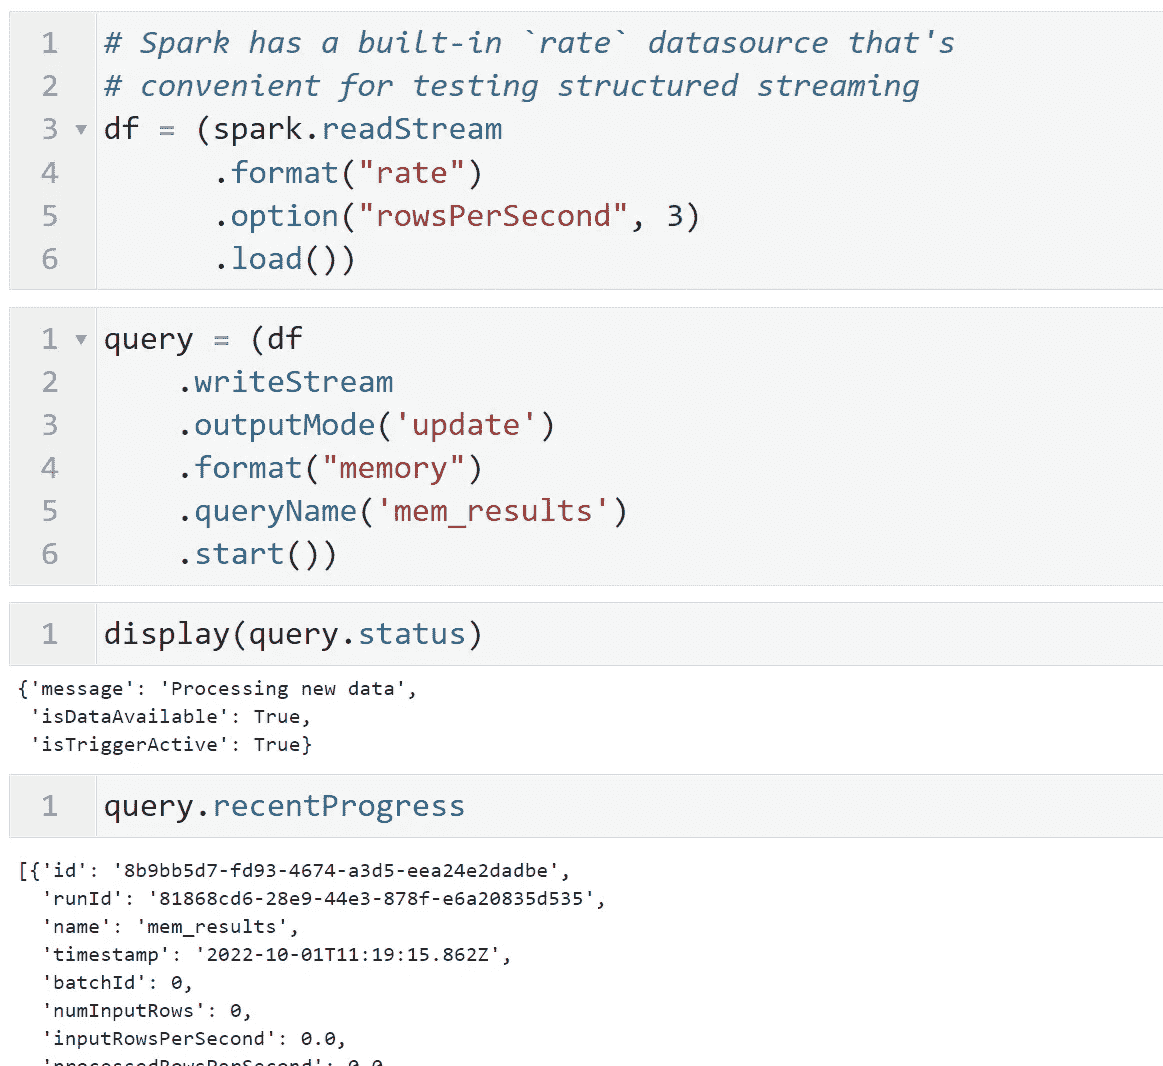 1 # Spark has a built-in `rate` datasource that's
2 # convenient for testing structured streaming
3 df = (spark.readStream
4 .format("rate")
5 .option("rowsPerSecond", 3)
6 .load())
1 query = (df
2 .writeStream
3 .outputMode('update')
4 .format("memory")
5 .queryName('mem_results')
6 .start())
1 display(query.status)
{'message': 'Processing new data',
'isDataAvailable': True,
'isTriggerActive': True}
1 query.recentProgress
[{'id': '8b9bb5d7-fd93-4674-a3d5-eea24e2dadbe',
'runId': '81868cd6-28e9-44e3-878f-e6a20835d535',
'name': 'mem_results',
'timestamp': '2022-10-01T11:19:15.862Z',
'batchId': 0,
'numInputRows': 0,
'inputRowsPerSecond': 0.0,
'processedRowsPerSecond': 0.0